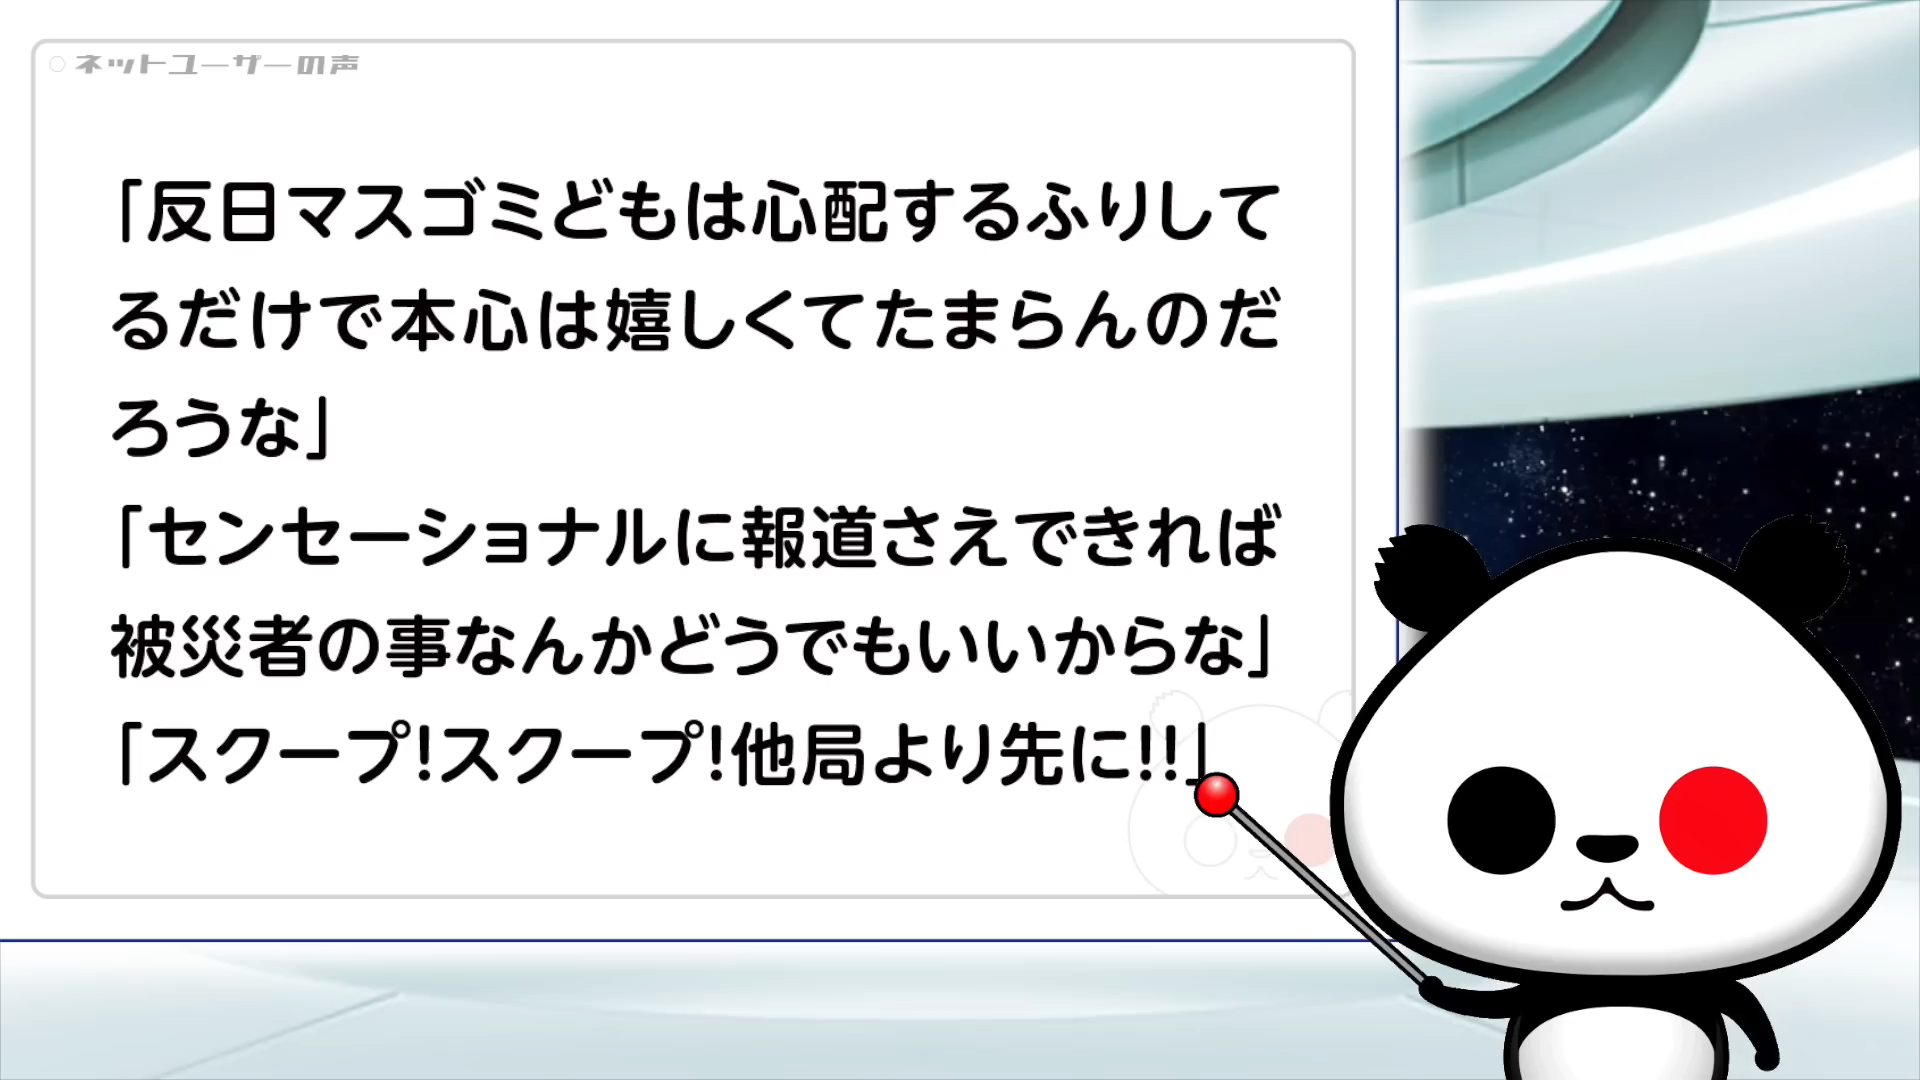 ネットユーザーの声
「反日マスゴミどもは心配するふりして
るだけで本心は嬉しくてたまらんのだ
ろうな」
「センセーショナルに報道さえできれば
被災者の事なんかどうでもいいからな」
「スクープ!スクープ!他局より先に!!」